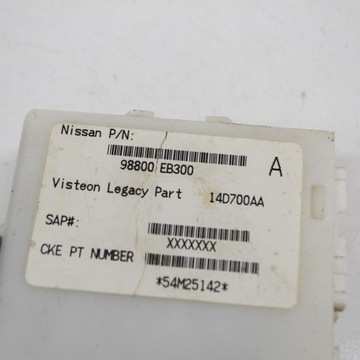 Nissan P/N:
98800 EB300 A
Visteon Legacy Part 14D700AA
SAP#:
XXXXXXX
CKE PT NUMBER
*54M25142*